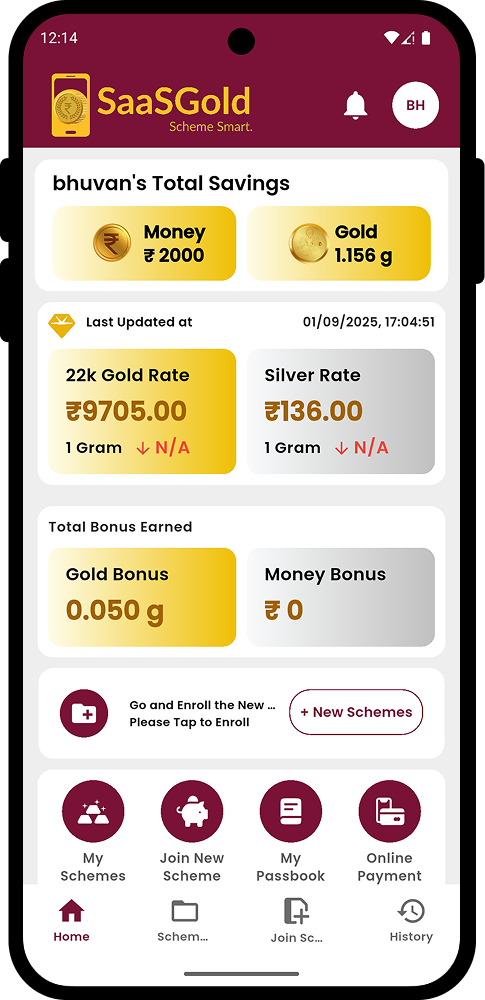 12:14
SaaSGold
Scheme Smart.
BH
bhuvan's Total Savings
Money
₹ 2000
Gold
1.156 g
Last Updated at
01/09/2025, 17:04:51
22k Gold Rate
₹9705.00
1 Gram ↓ N/A
Silver Rate
₹136.00
1 Gram ↓ N/A
Total Bonus Earned
Gold Bonus
0.050 g
Money Bonus
₹ 0
Go and Enroll the New ...
Please Tap to Enroll
+ New Schemes
My
Schemes
Join New
Scheme
My
Passbook
Online
Payment
Home
Schem...
Join Sc...
History